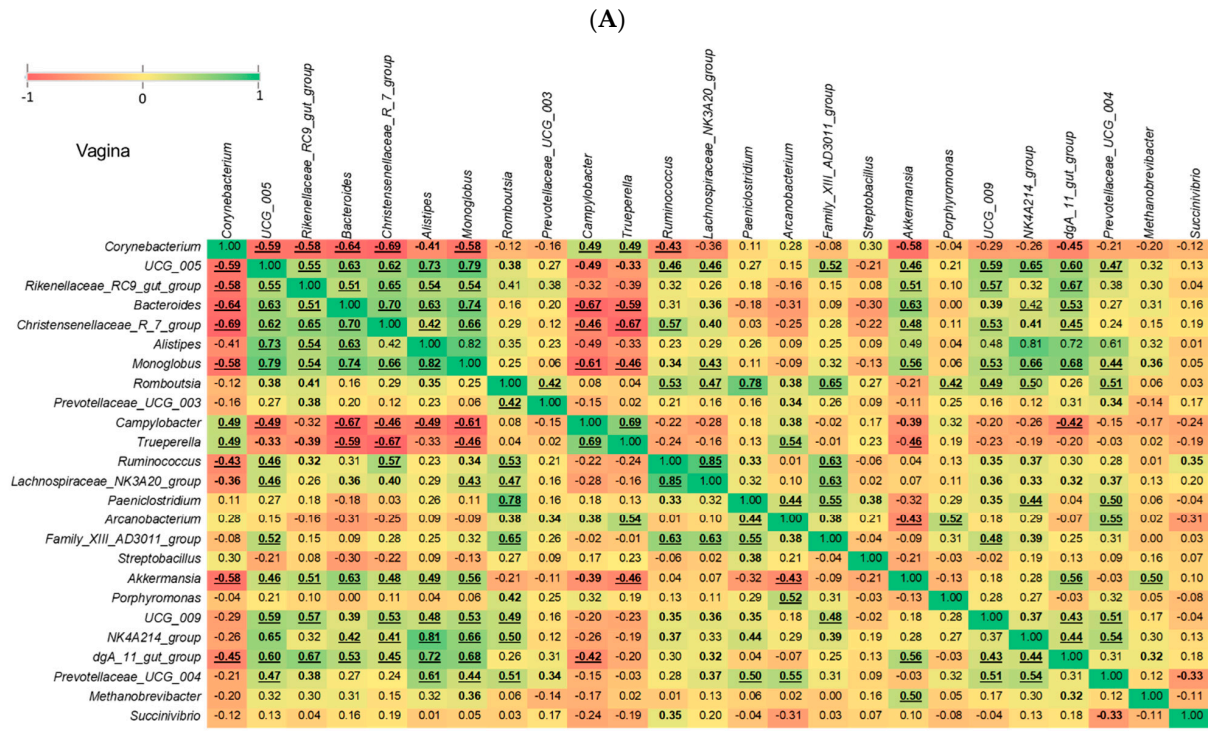 (A)
-1 0 1
Vagina
Corynebacterium UCG_005 Rikenellaceae_RC9_gut_group Bacteroides Christensenellaceae_R_7_group Alistipes Monoglobus Romboutsia Prevotellaceae_UCG_003 Campylobacter Trueperella Ruminococcus Lachnospiraceae_NK3A20_group Paeniclostridium Arcanobacterium Family_XIII_AD3011_group Streptobacillus Akkermansia Porphyromonas UCG_009 NK4A214_group dgA_11_gut_group Prevotellaceae_UCG_004 Methanobrevibacter Succinivibrio
Corynebacterium 1.00 -0.59 -0.58 -0.64 -0.69 -0.41 -0.58 -0.12 -0.16 0.49 0.49 -0.43 -0.36 0.11 0.28 -0.08 0.30 -0.58 -0.04 -0.29 -0.26 -0.45 -0.21 -0.20 -0.12
UCG_005 -0.59 1.00 0.55 0.63 0.62 0.73 0.79 0.38 0.27 -0.49 -0.33 0.46 0.46 0.27 0.15 0.52 -0.21 0.46 0.21 0.59 0.65 0.60 0.47 0.32 0.13
Rikenellaceae_RC9_gut_group -0.58 0.55 1.00 0.51 0.65 0.54 0.54 0.41 0.38 -0.32 -0.39 0.32 0.26 0.18 -0.16 0.15 0.08 0.51 0.10 0.57 0.32 0.67 0.38 0.30 0.04
Bacteroides -0.64 0.63 0.51 1.00 0.70 0.63 0.74 0.16 0.20 -0.67 -0.59 0.31 0.36 -0.18 -0.31 0.09 -0.30 0.63 0.00 0.39 0.42 0.53 0.27 0.31 0.16
Christensenellaceae_R_7_group -0.69 0.62 0.65 0.70 1.00 0.42 0.66 0.29 0.12 -0.46 -0.67 0.57 0.40 0.03 -0.25 0.28 -0.22 0.48 0.11 0.53 0.41 0.45 0.24 0.15 0.19
Alistipes -0.41 0.73 0.54 0.63 0.42 1.00 0.82 0.35 0.23 -0.49 -0.33 0.23 0.29 0.26 0.09 0.25 0.09 0.49 0.04 0.48 0.81 0.72 0.61 0.32 0.01
Monoglobus -0.58 0.79 0.54 0.74 0.66 0.82 1.00 0.25 0.06 -0.61 -0.46 0.34 0.43 0.11 -0.09 0.32 -0.13 0.56 0.06 0.53 0.66 0.68 0.44 0.36 0.05
Romboutsia -0.12 0.38 0.41 0.16 0.29 0.35 0.25 1.00 0.42 0.08 0.04 0.53 0.47 0.78 0.38 0.65 0.27 -0.21 0.42 0.49 0.50 0.26 0.51 0.06 0.03
Prevotellaceae_UCG_003 -0.16 0.27 0.38 0.20 0.12 0.23 0.06 0.42 1.00 -0.15 0.02 0.21 0.16 0.16 0.34 0.26 0.09 -0.11 0.25 0.16 0.12 0.31 0.34 -0.14 0.17
Campylobacter 0.49 -0.49 -0.32 -0.67 -0.46 -0.49 -0.61 0.08 -0.15 1.00 0.69 -0.22 -0.28 0.18 0.38 -0.02 0.17 -0.39 0.32 -0.20 -0.26 -0.42 -0.15 -0.17 -0.24
Trueperella 0.49 -0.33 -0.39 -0.59 -0.67 -0.33 -0.46 0.04 0.02 0.69 1.00 -0.24 -0.16 0.13 0.54 -0.01 0.23 -0.46 0.19 -0.23 -0.19 -0.20 -0.03 0.02 -0.19
Ruminococcus -0.43 0.46 0.32 0.31 0.57 0.23 0.34 0.53 0.21 -0.22 -0.24 1.00 0.85 0.33 0.01 0.63 -0.06 0.04 0.13 0.35 0.37 0.30 0.28 0.01 0.35
Lachnospiraceae_NK3A20_group -0.36 0.46 0.26 0.36 0.40 0.29 0.43 0.47 0.16 -0.28 -0.16 0.85 1.00 0.32 0.10 0.63 0.02 0.07 0.11 0.36 0.33 0.32 0.37 0.13 0.20
Paeniclostridium 0.11 0.27 0.18 -0.18 0.03 0.26 0.11 0.78 0.16 0.18 0.13 0.33 0.32 1.00 0.44 0.55 0.38 -0.32 0.29 0.35 0.44 0.04 0.50 0.06 -0.04
Arcanobacterium 0.28 0.15 -0.16 -0.31 -0.25 0.09 -0.09 0.38 0.34 0.38 0.54 0.01 0.10 0.44 1.00 0.38 0.21 -0.43 0.52 0.18 0.29 -0.07 0.55 0.02 -0.31
Family_XIII_AD3011_group -0.08 0.52 0.15 0.09 0.28 0.25 0.32 0.65 0.26 -0.02 -0.01 0.63 0.63 0.55 0.38 1.00 -0.04 -0.09 0.31 0.48 0.39 0.25 0.31 0.00 0.03
Streptobacillus 0.30 -0.21 0.08 -0.30 -0.22 0.09 -0.13 0.27 0.09 0.17 0.23 -0.06 0.02 0.38 0.21 -0.04 1.00 -0.21 -0.03 -0.02 0.19 0.13 0.09 0.16 0.07
Akkermansia -0.58 0.46 0.51 0.63 0.48 0.49 0.56 -0.21 -0.11 -0.39 -0.46 0.04 0.07 -0.32 -0.43 -0.09 -0.21 1.00 -0.13 0.18 0.28 0.56 -0.03 0.50 0.10
Porphyromonas -0.04 0.21 0.10 0.00 0.11 0.04 0.06 0.42 0.25 0.32 0.19 0.13 0.11 0.29 0.52 0.31 -0.03 -0.13 1.00 0.28 0.27 -0.03 0.32 0.05 -0.08
UCG_009 -0.29 0.59 0.57 0.39 0.53 0.48 0.53 0.49 0.16 -0.20 -0.23 0.35 0.36 0.35 0.18 0.48 -0.02 0.18 0.28 1.00 0.37 0.43 0.51 0.17 -0.04
NK4A214_group -0.26 0.65 0.32 0.42 0.41 0.81 0.66 0.50 0.12 -0.26 -0.19 0.37 0.33 0.44 0.29 0.39 0.19 0.28 0.27 0.37 1.00 0.44 0.54 0.30 0.13
dgA_11_gut_group -0.45 0.60 0.67 0.53 0.45 0.72 0.68 0.26 0.31 -0.42 -0.20 0.30 0.32 0.04 -0.07 0.25 0.13 0.56 -0.03 0.43 0.44 1.00 0.31 0.32 0.18
Prevotellaceae_UCG_004 -0.21 0.47 0.38 0.27 0.24 0.61 0.44 0.51 0.34 -0.15 -0.03 0.28 0.37 0.50 0.55 0.31 0.09 -0.03 0.32 0.51 0.54 0.31 1.00 0.12 -0.33
Methanobrevibacter -0.20 0.32 0.30 0.31 0.15 0.32 0.36 0.06 -0.14 -0.17 0.02 0.01 0.13 0.06 0.02 0.00 0.16 0.50 0.05 0.17 0.30 0.32 0.12 1.00 -0.11
Succinivibrio -0.12 0.13 0.04 0.16 0.19 0.01 0.05 0.03 0.17 -0.24 -0.19 0.35 0.20 -0.04 -0.31 0.03 0.07 0.10 -0.08 -0.04 0.13 0.18 -0.33 -0.11 1.00